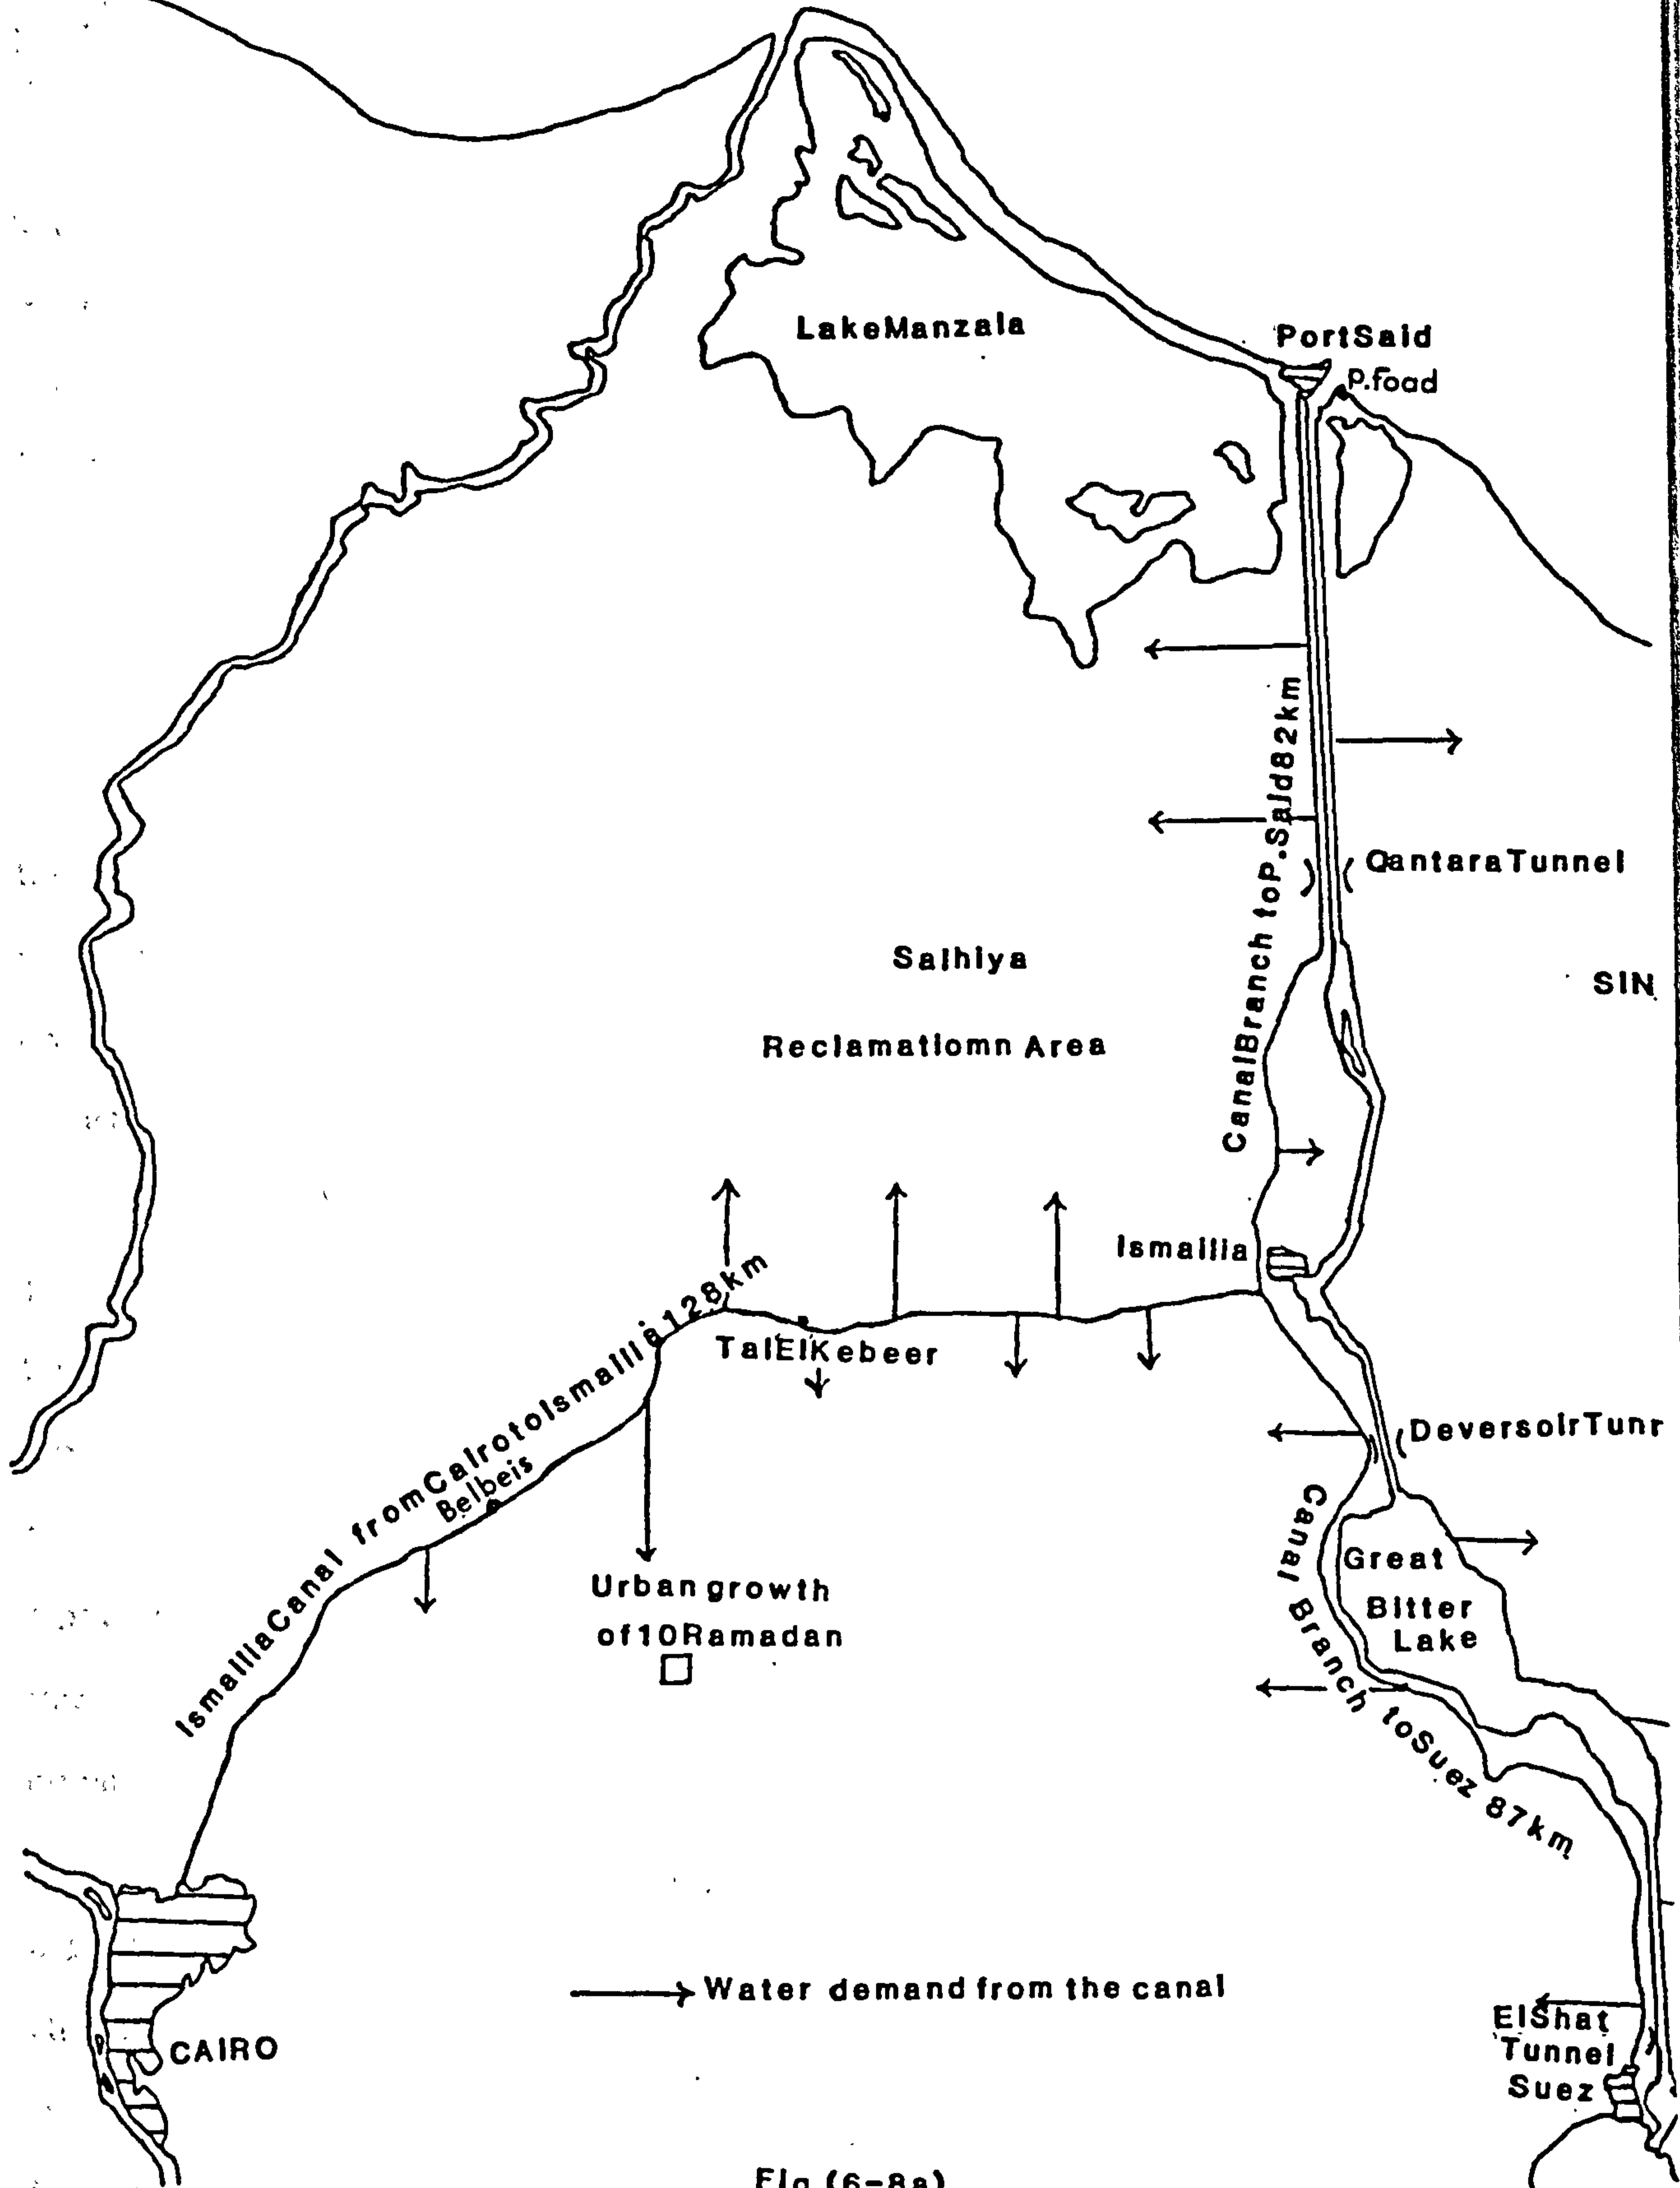 LakeManzala
PortSaid
P.foad
CanalBranch toP.Said82km
QantaraTunnel
Salhiya
SIN
Reclamatiomn Area
Ismailia
IsmailiaCanal fromCairotoIsmailia128km
TalElKebeer
Belbeis
DeversoirTunr
Canal Branch toSuez 87km
Great
Bitter
Lake
Urbangrowth
of10Ramadan
Water demand from the canal
CAIRO
ElShat
Tunnel
Suez
Fig (6-8a)